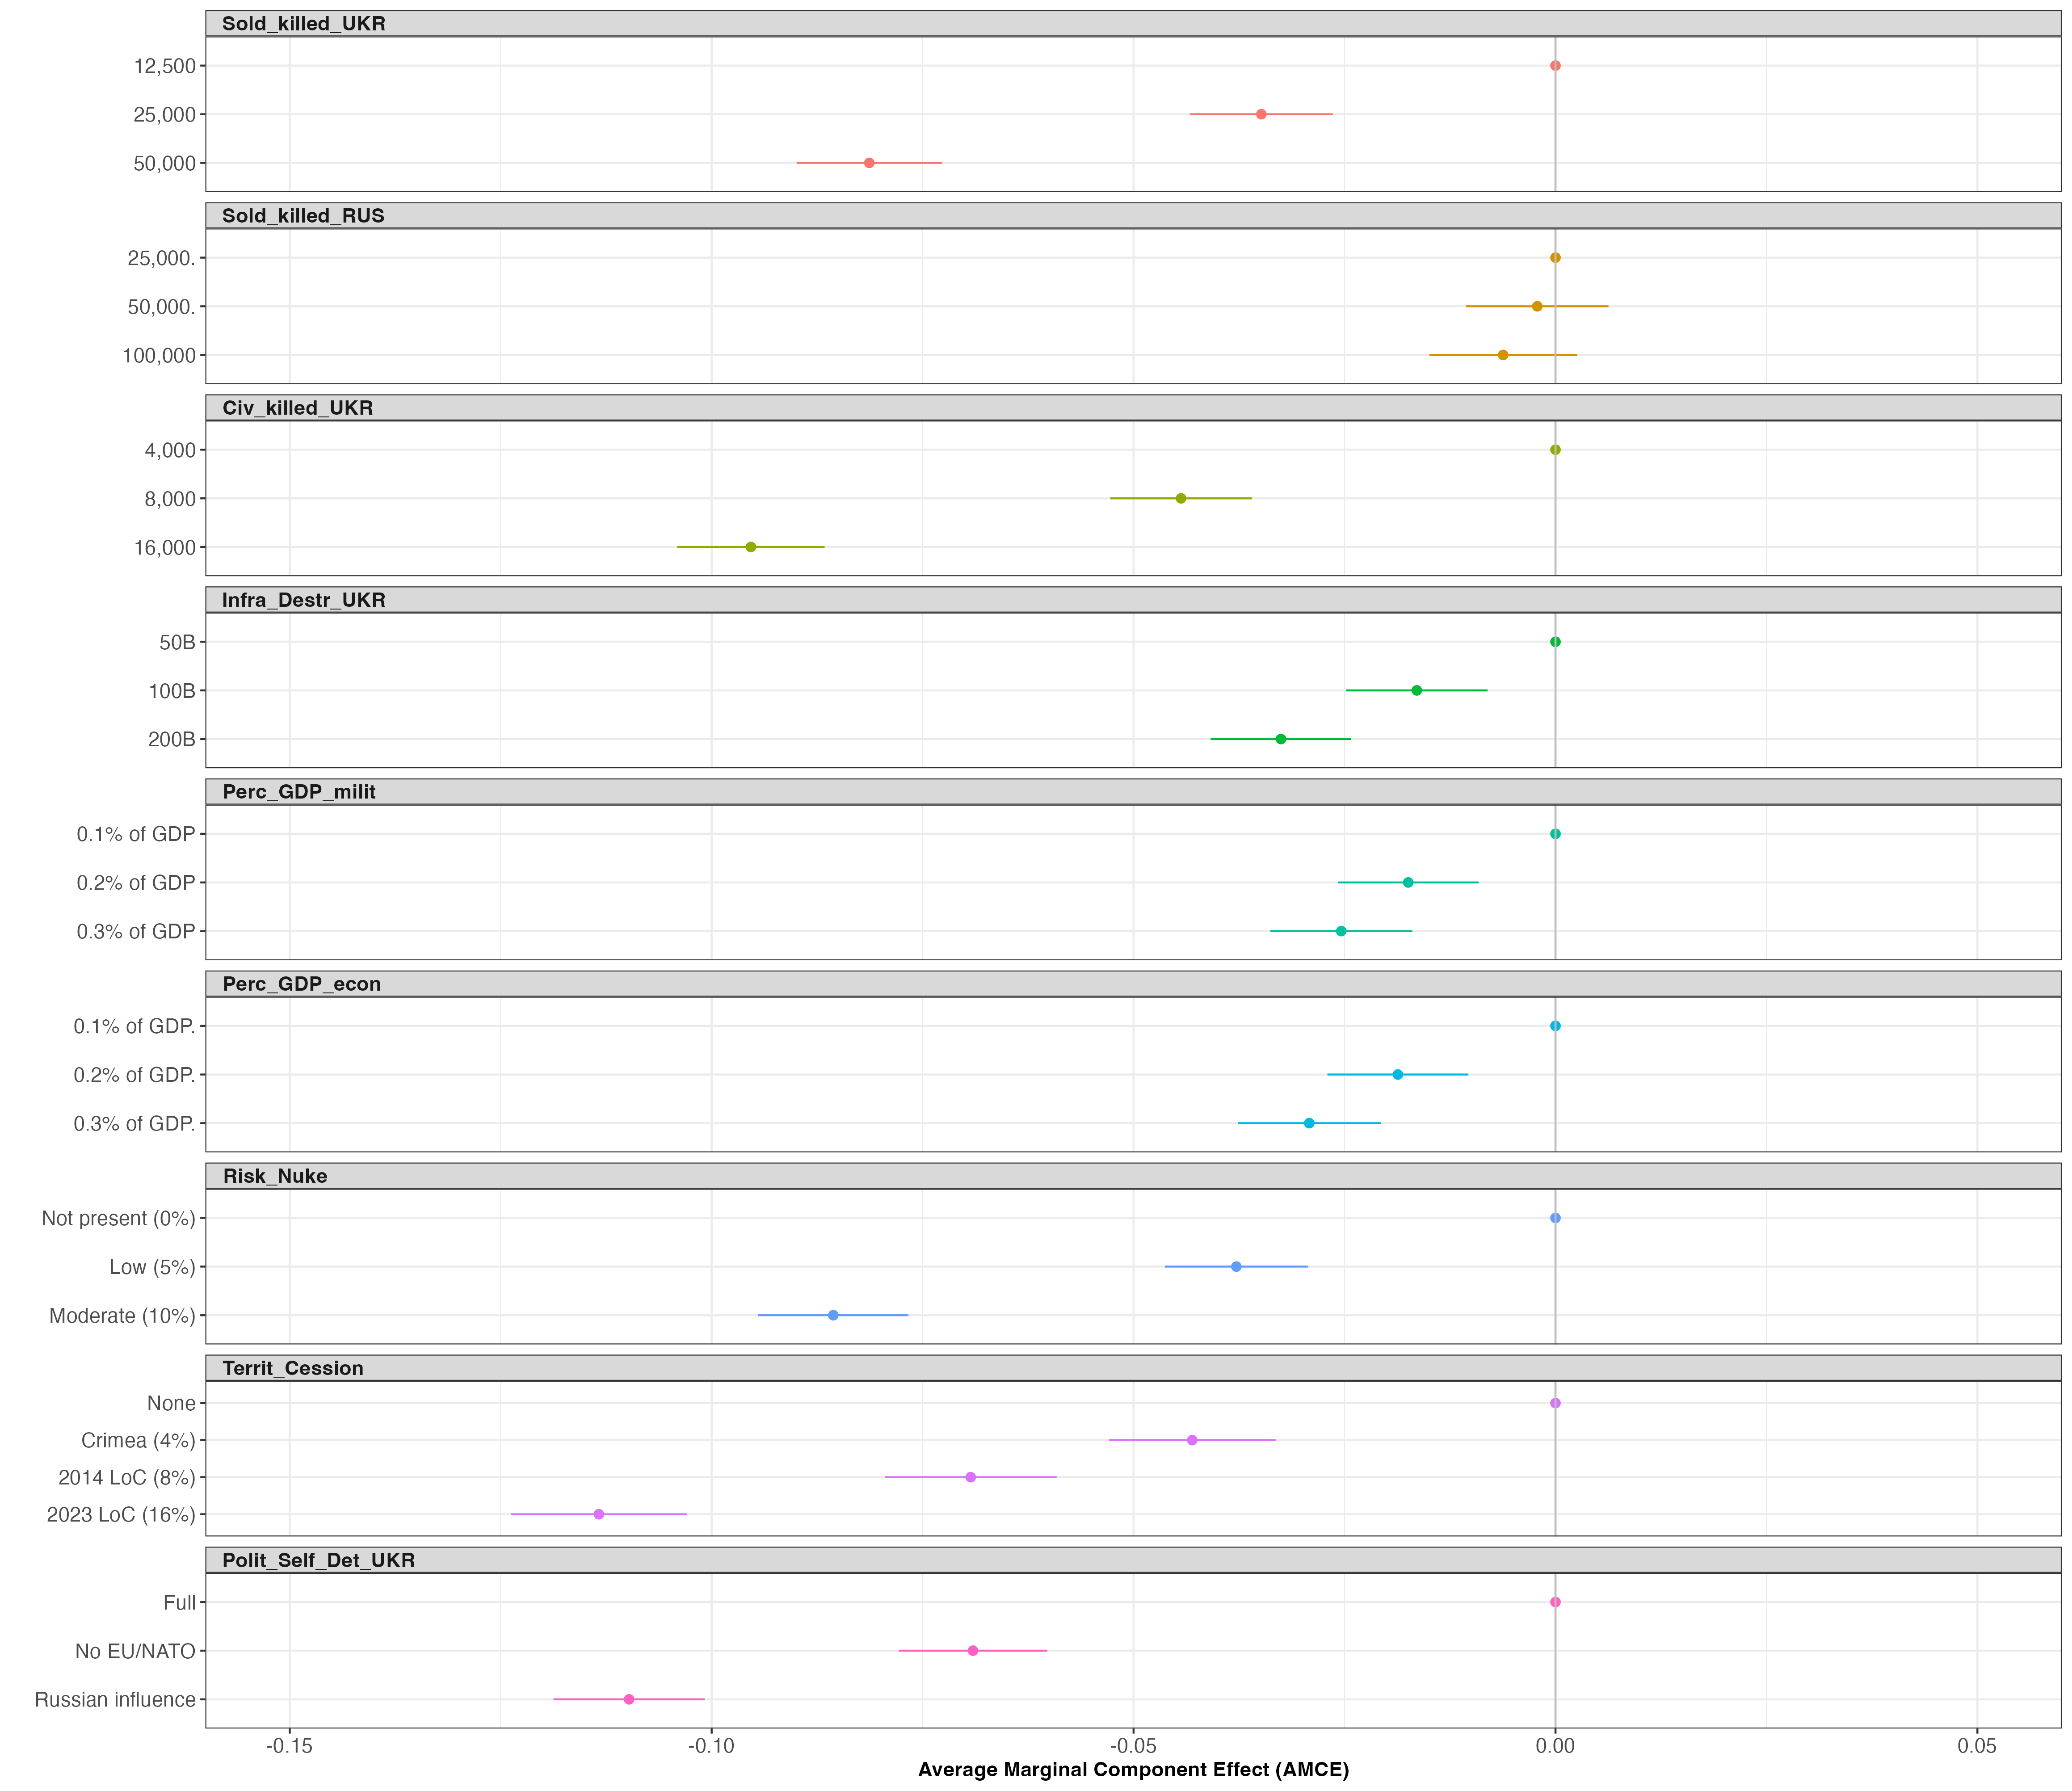 Sold_killed_UKR
12,500
25,000
50,000
Sold_killed_RUS
25,000.
50,000.
100,000
Civ_killed_UKR
4,000
8,000
16,000
Infra_Destr_UKR
50B
100B
200B
Perc_GDP_milit
0.1% of GDP
0.2% of GDP
0.3% of GDP
Perc_GDP_econ
0.1% of GDP.
0.2% of GDP.
0.3% of GDP.
Risk_Nuke
Not present (0%)
Low (5%)
Moderate (10%)
Territ_Cession
None
Crimea (4%)
2014 LoC (8%)
2023 LoC (16%)
Polit_Self_Det_UKR
Full
No EU/NATO
Russian influence
-0.15 -0.10 -0.05 0.00 0.05
Average Marginal Component Effect (AMCE)